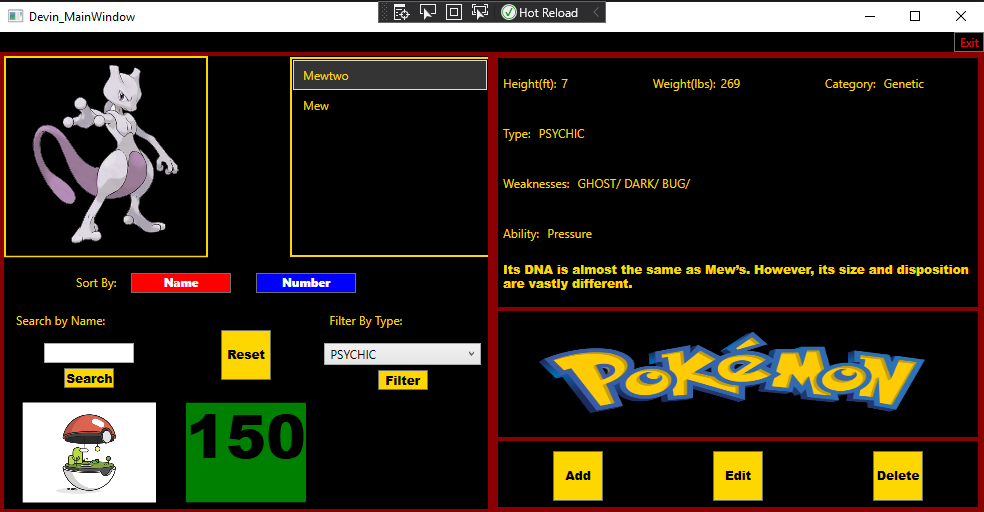 Devin_MainWindow
Hot Reload
Exit
Mewtwo
Mew
Height(ft): 7 Weight(lbs): 269 Category: Genetic
Type: PSYCHIC
Weaknesses: GHOST/ DARK/ BUG/
Ability: Pressure
Its DNA is almost the same as Mew’s. However, its size and disposition
are vastly different.
Sort By: Name Number
Search by Name:
Filter By Type:
Reset
PSYCHIC
Search
Filter
150
POKéMON
Add Edit Delete